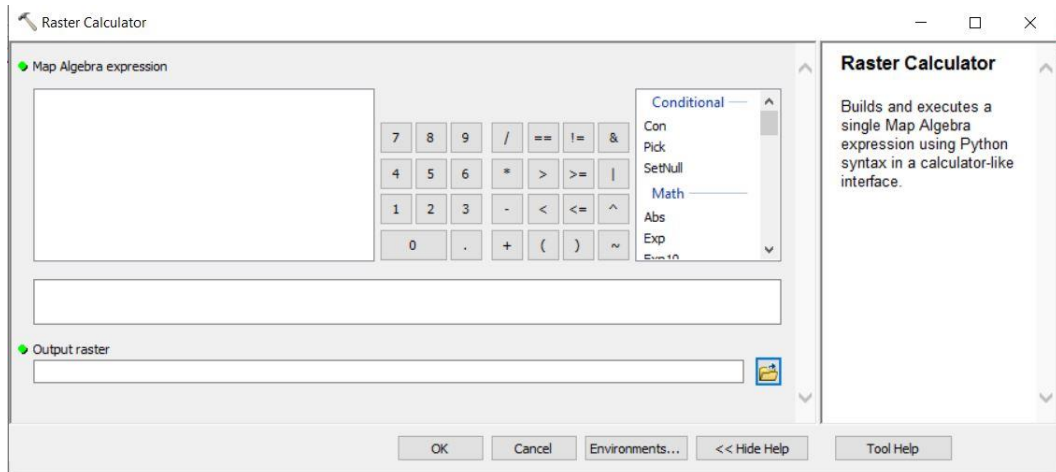 Raster Calculator
Map Algebra expression
7 8 9 / == != &
4 5 6 * > >= |
1 2 3 - < <= ^
0 . + ( ) ~
Conditional
Con
Pick
SetNull
Math
Abs
Exp
Exp10
Output raster
OK
Cancel
Environments...
<< Hide Help
Tool Help
Raster Calculator
Builds and executes a
single Map Algebra
expression using Python
syntax in a calculator-like
interface.